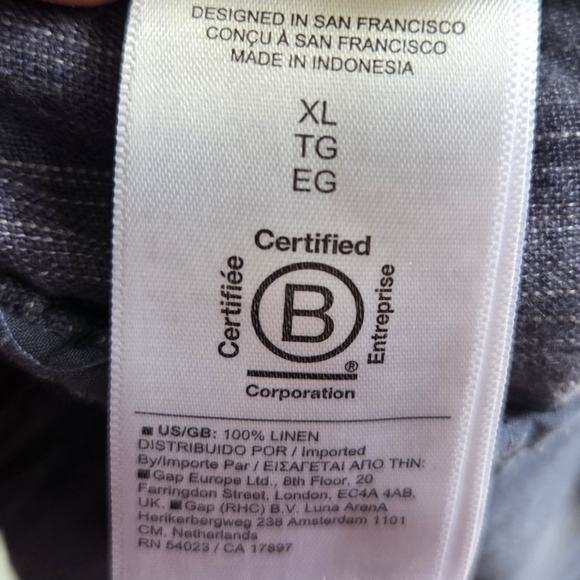 DESIGNED IN SAN FRANCISCO
CONÇU À SAN FRANCISCO
MADE IN INDONESIA
XL
TG
EG
Certified
Certifiée
B
Entreprise
®
Corporation
US/GB: 100% LINEN
DISTRIBUIDO POR / Imported
By/Importe Par / ΕΙΣΑΓΕΤΑΙ ΑΠΟ ΤΗΝ:
Gap Europe Ltd., 8th Floor, 20
Farringdon Street, London, EC4A 4AB,
UK. Gap (RHC) B.V. Luna ArenA
Herikerbergweg 238 Amsterdam 1101
CM, Netherlands
RN 54023 / CA 17897